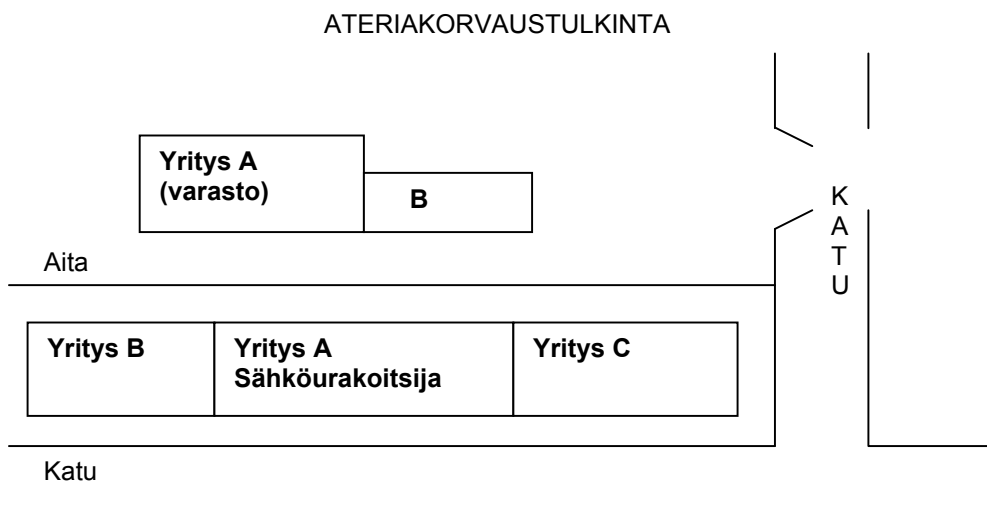 ATERIAKORVAUSTULKINTA
Yritys A
(varasto)
B
K
A
T
U
Aita
Yritys B
Yritys A
Sähköurakoitsija
Yritys C
Katu